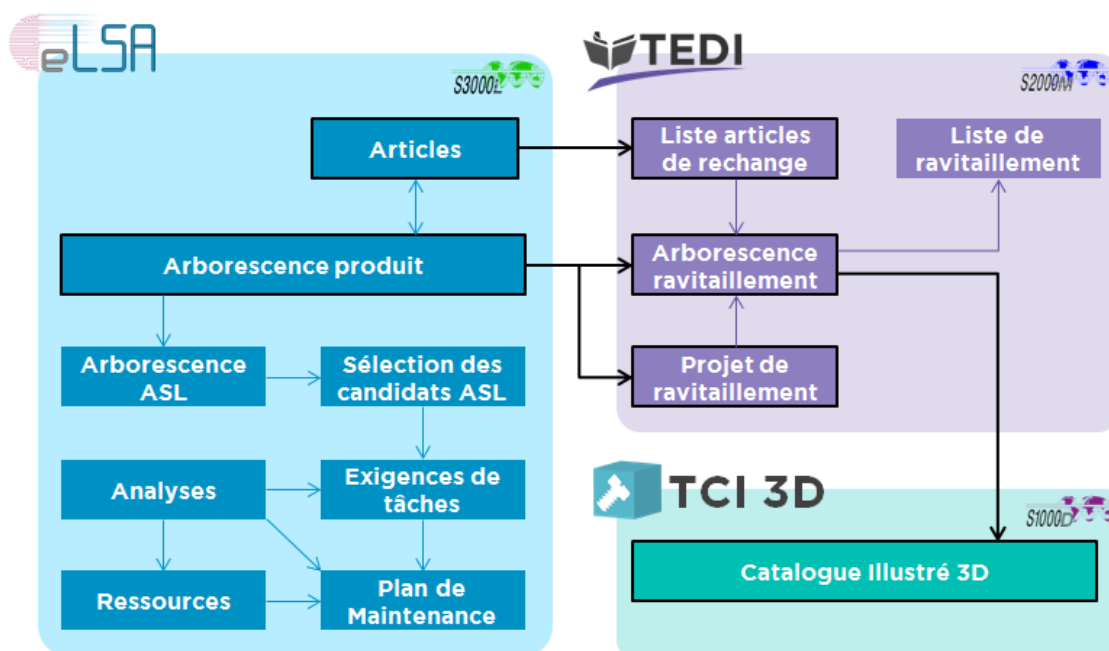 eLSA
S3000L
Articles
Arborescence produit
Arborescence
ASL
Sélection des
candidats ASL
Analyses
Exigences de
tâches
Ressources
Plan de
Maintenance
TEDI
S2000M
Liste articles
de rechange
Liste de
ravitaillement
Arborescence
ravitaillement
Projet de
ravitaillement
TCI 3D
S1000D
Catalogue Illustré 3D